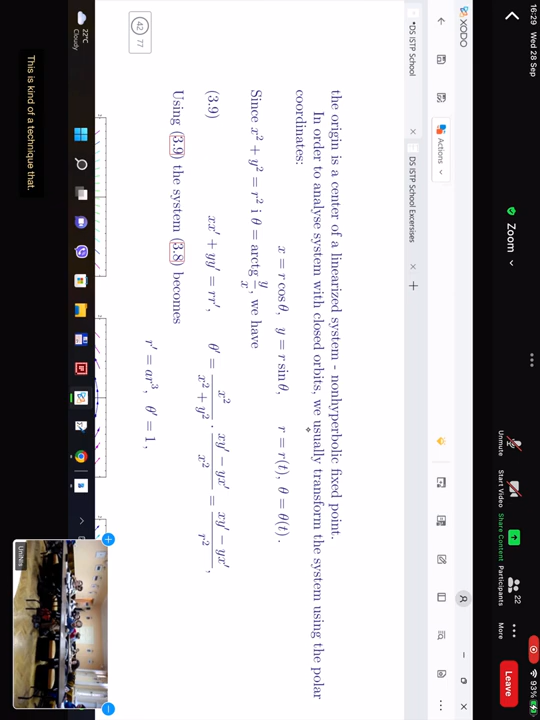 16:29 Wed 28 Sep
Zoom
Unmute
Start Video
Share Content
22
Participants
More
93%
Leave
XODO
*DS ISTP School
DS ISTP School Excersises
Actions
the origin is a center of a linearized system - nonhyperbolic fixed point.
In order to analyse system with closed orbits, we usually transform the system using the polar
coordinates:
x = r cos θ, y = r sin θ, r = r(t), θ = θ(t).
Since x² + y² = r² i θ = arctg y/x, we have
(3.9) xx′ + yy′ = rr′, θ′ = x²/(x² + y²) · (xy′ − yx′)/x² = (xy′ − yx′)/r²,
Using (3.9) the system (3.8) becomes
r′ = ar³, θ′ = 1,
42 77
22°C
Cloudy
UniNis
This is kind of a technique that.